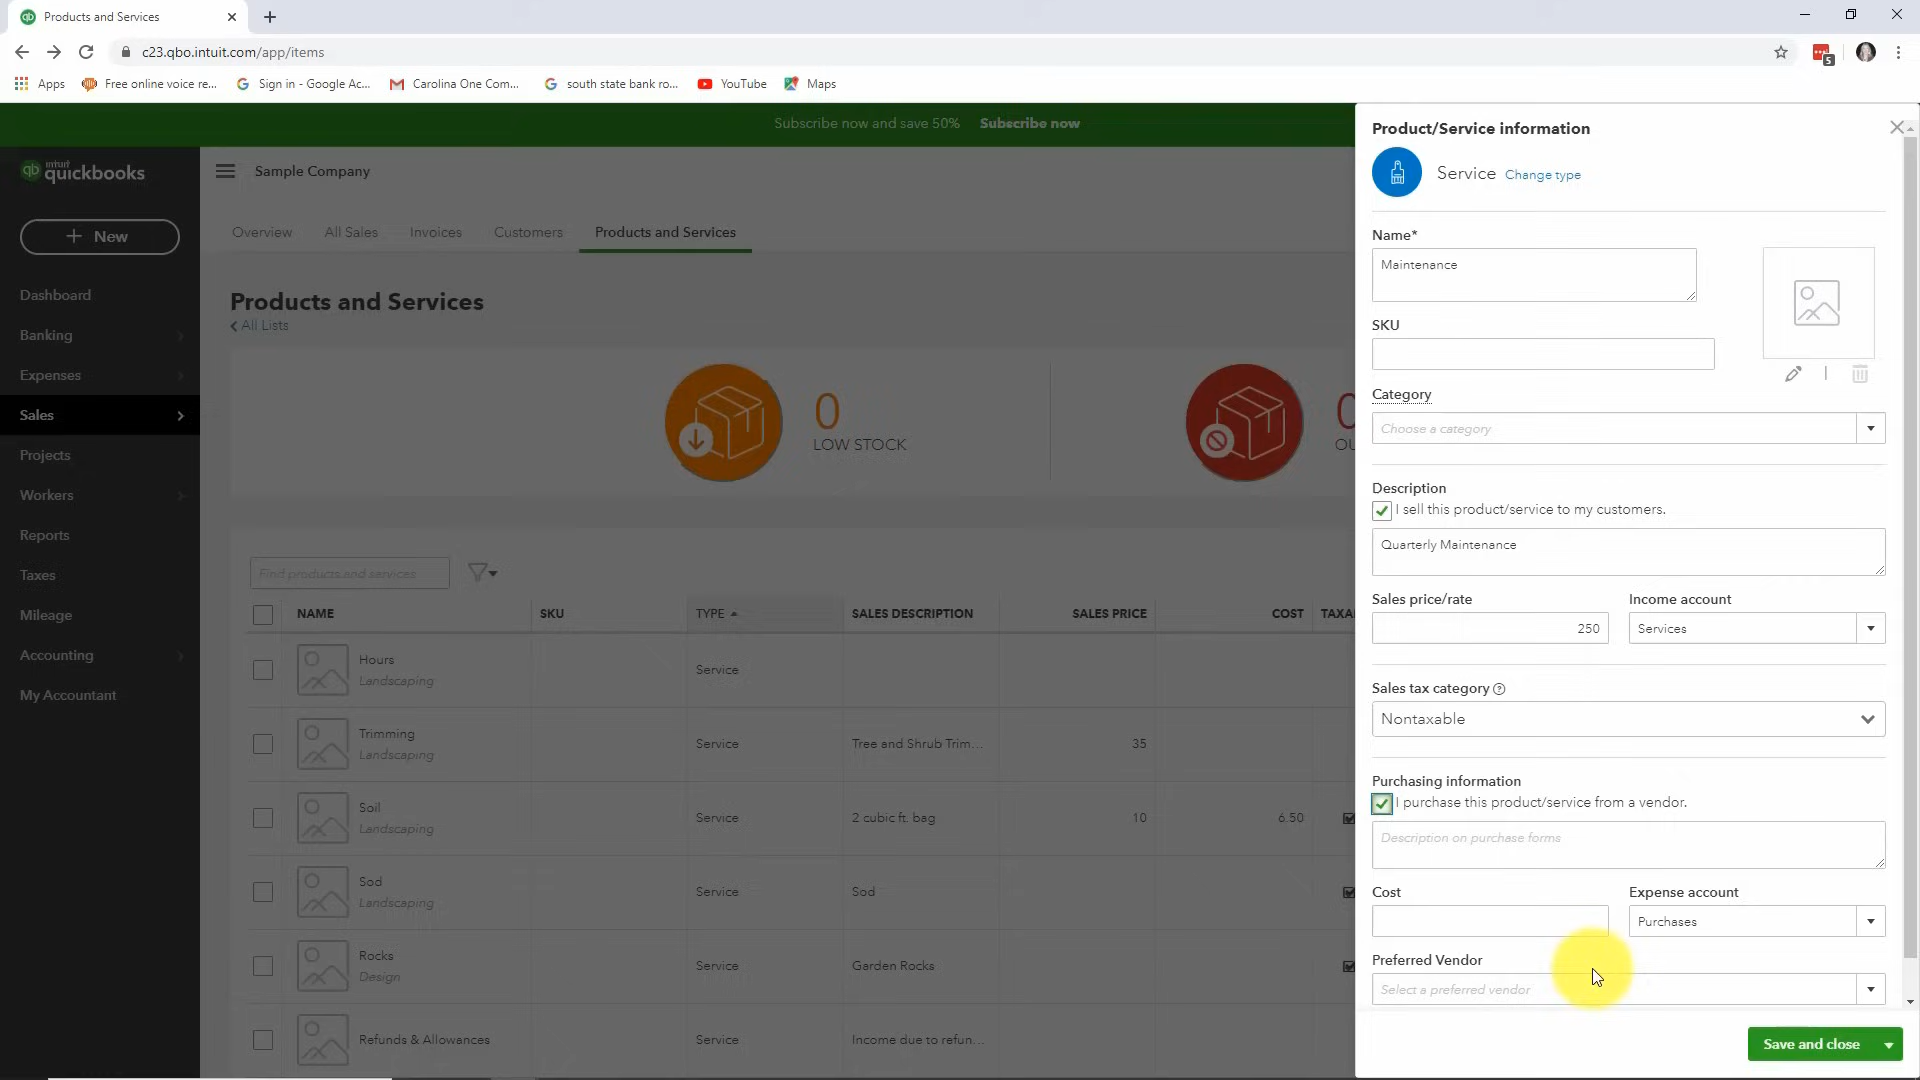 Products and Services
c23.qbo.intuit.com/app/items
5
Apps
Free online voice re...
Sign in - Google Ac...
Carolina One Com...
south state bank ro...
YouTube
Maps
Subscribe now and save 50% Subscribe now
qb
intuit
quickbooks
New
Dashboard
Banking
Expenses
Sales
Projects
Workers
Reports
Taxes
Mileage
Accounting
My Accountant
Sample Company
Overview
All Sales
Invoices
Customers
Products and Services
Products and Services
All Lists
0
LOW STOCK
0
OU
Find products and services
NAME SKU TYPE SALES DESCRIPTION SALES PRICE COST TAXA
Hours
Landscaping
Service
Trimming
Landscaping
Service
Tree and Shrub Trim...
35
Soil
Landscaping
Service
2 cubic ft. bag
10
6.50
Sod
Landscaping
Service
Sod
Rocks
Design
Service
Garden Rocks
Refunds & Allowances
Service
Income due to refun...
Product/Service information
Service Change type
Name*
Maintenance
SKU
Category
Choose a category
Description
I sell this product/service to my customers.
Quarterly Maintenance
Sales price/rate
250
Income account
Services
Sales tax category
Nontaxable
Purchasing information
I purchase this product/service from a vendor.
Description on purchase forms
Cost
Expense account
Purchases
Preferred Vendor
Select a preferred vendor
Save and close